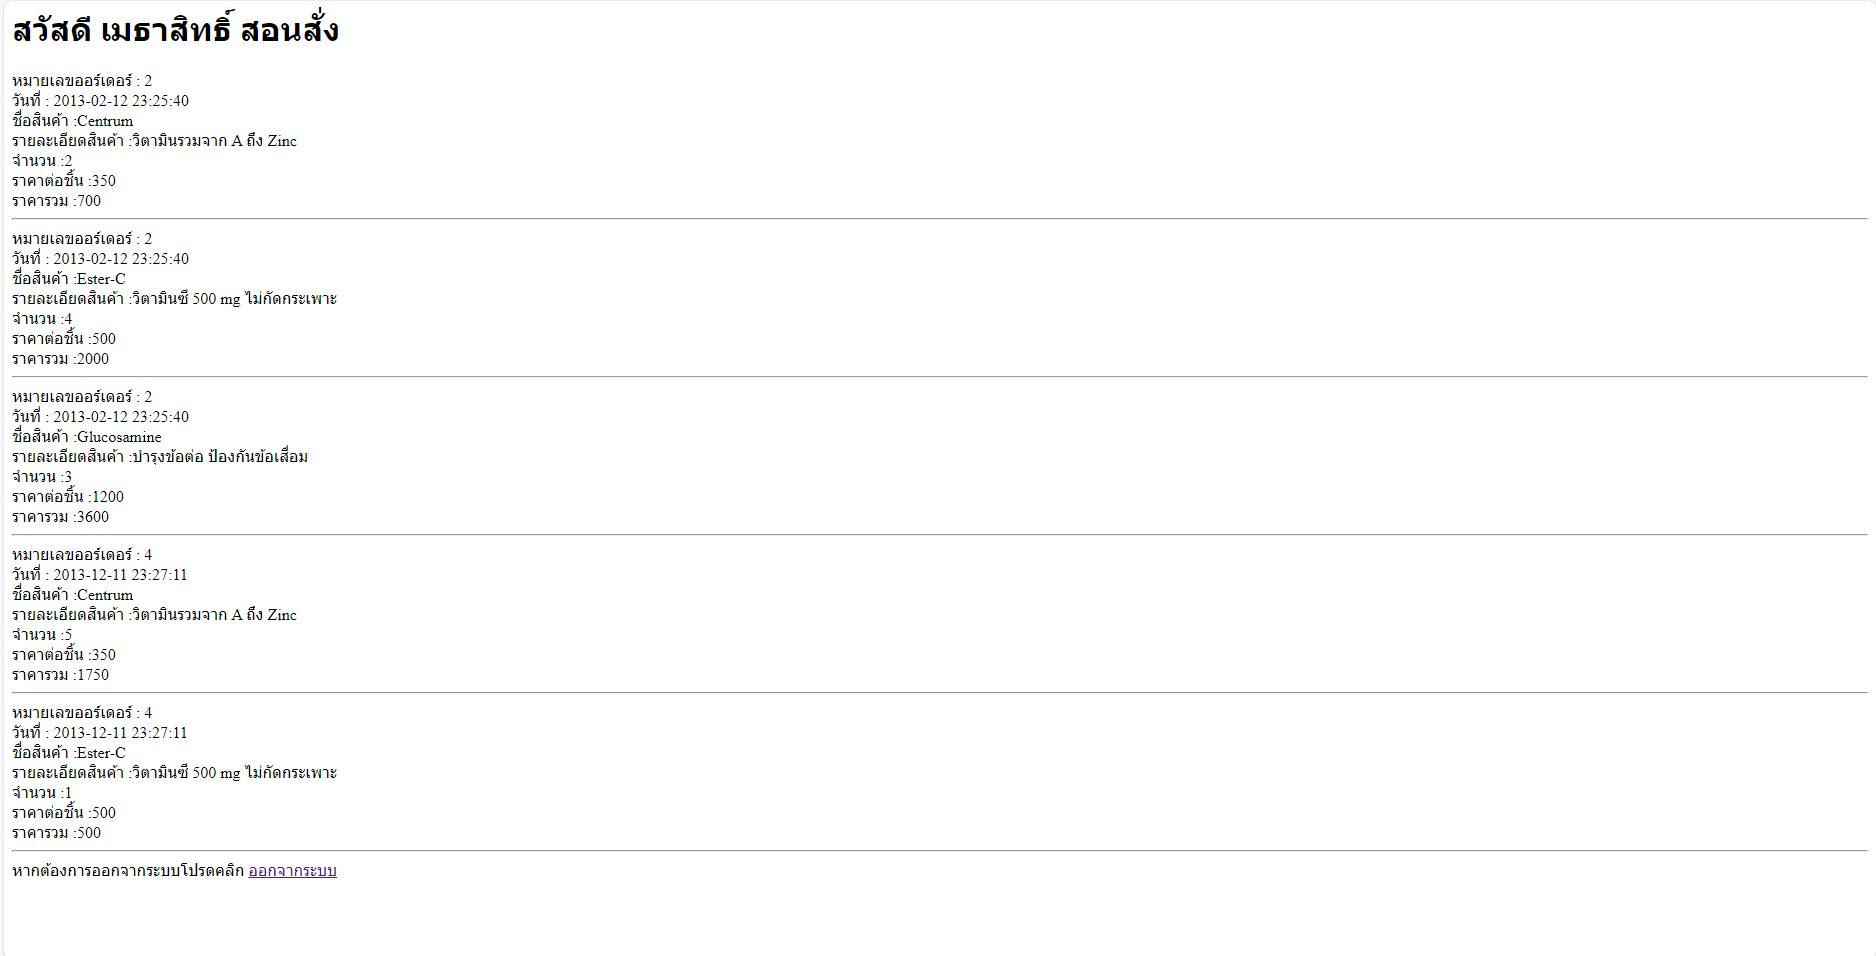 สวัสดี เมธาสิทธิ์ สอนสั่ง
หมายเลขออร์เดอร์ : 2
วันที่ : 2013-02-12 23:25:40
ชื่อสินค้า :Centrum
รายละเอียดสินค้า :วิตามินรวมจาก A ถึง Zinc
จำนวน :2
ราคาต่อชิ้น :350
ราคารวม :700
หมายเลขออร์เดอร์ : 2
วันที่ : 2013-02-12 23:25:40
ชื่อสินค้า :Ester-C
รายละเอียดสินค้า :วิตามินซี 500 mg ไม่กัดกระเพาะ
จำนวน :4
ราคาต่อชิ้น :500
ราคารวม :2000
หมายเลขออร์เดอร์ : 2
วันที่ : 2013-02-12 23:25:40
ชื่อสินค้า :Glucosamine
รายละเอียดสินค้า :บำรุงข้อต่อ ป้องกันข้อเสื่อม
จำนวน :3
ราคาต่อชิ้น :1200
ราคารวม :3600
หมายเลขออร์เดอร์ : 4
วันที่ : 2013-12-11 23:27:11
ชื่อสินค้า :Centrum
รายละเอียดสินค้า :วิตามินรวมจาก A ถึง Zinc
จำนวน :5
ราคาต่อชิ้น :350
ราคารวม :1750
หมายเลขออร์เดอร์ : 4
วันที่ : 2013-12-11 23:27:11
ชื่อสินค้า :Ester-C
รายละเอียดสินค้า :วิตามินซี 500 mg ไม่กัดกระเพาะ
จำนวน :1
ราคาต่อชิ้น :500
ราคารวม :500
หากต้องการออกจากระบบโปรดคลิก ออกจากระบบ